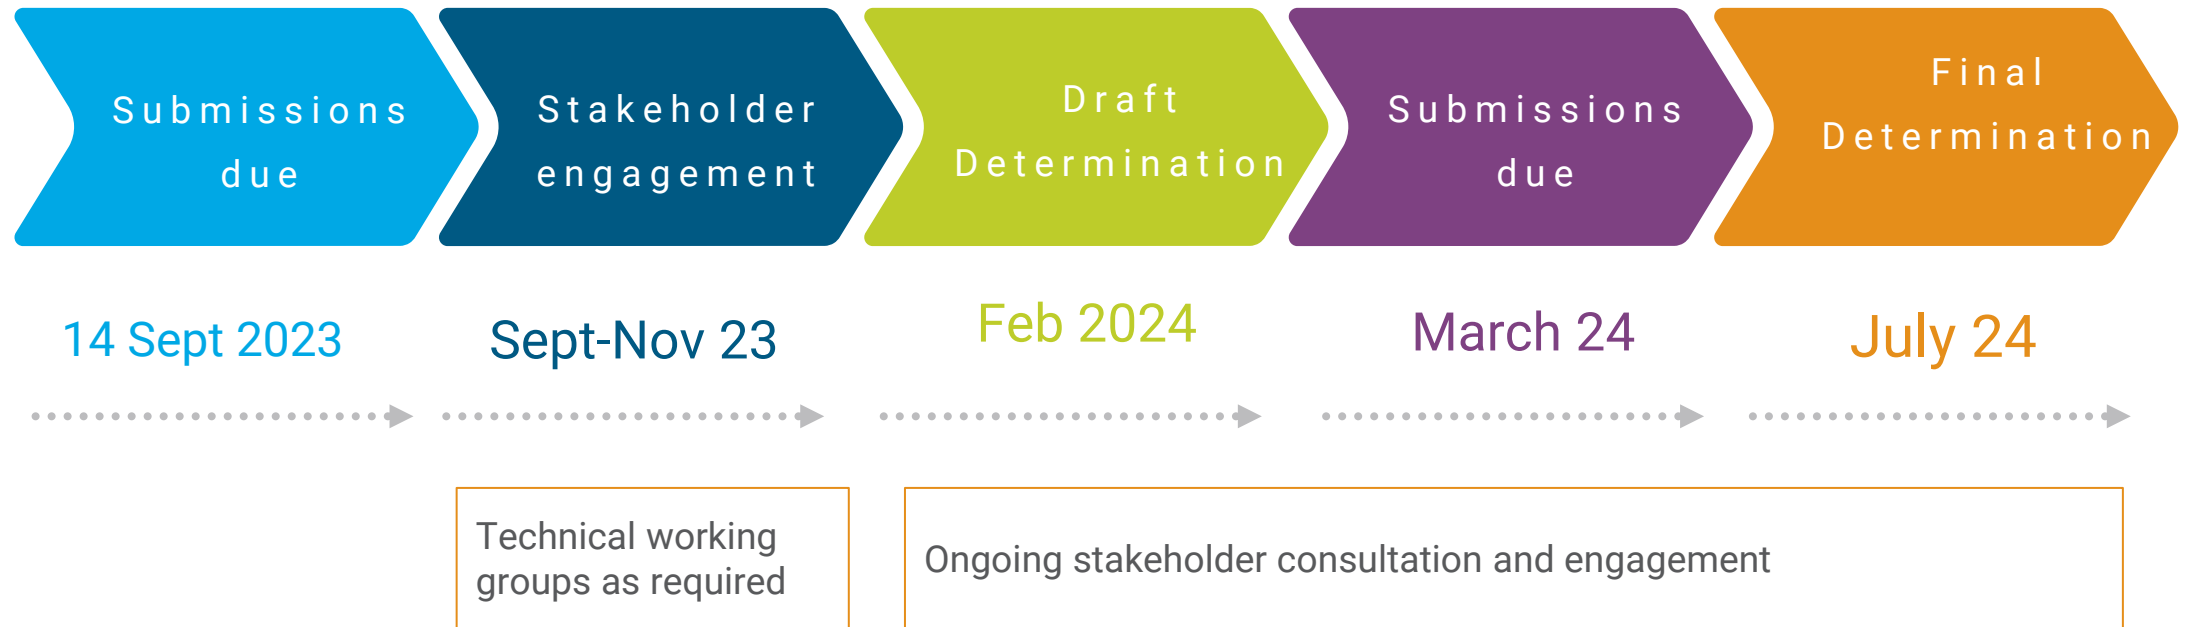 Submissions
due
Stakeholder
engagement
Draft
Determination
Submissions
due
Final
Determination
14 Sept 2023
Sept-Nov 23
Feb 2024
March 24
July 24
Technical working
groups as required
Ongoing stakeholder consultation and engagement